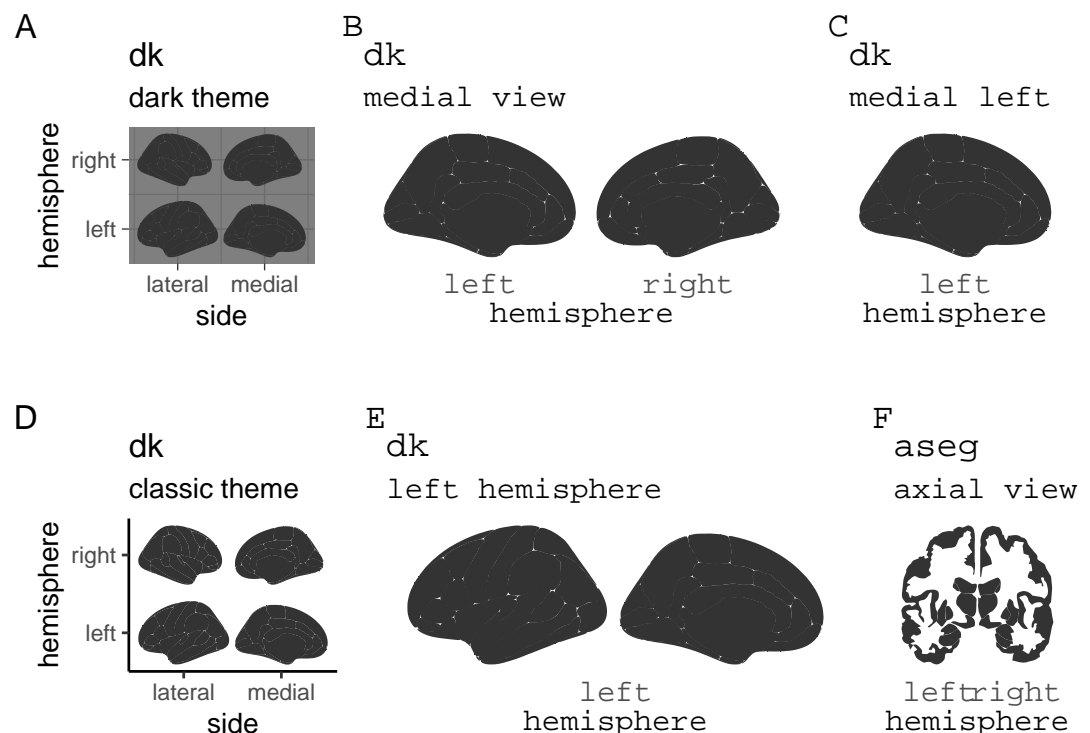 A
dk
dark theme
hemisphere
right
left
lateral medial
side
B
dk
medial view
left right
hemisphere
C
dk
medial left
left
hemisphere
D
dk
classic theme
hemisphere
right
left
lateral medial
side
E
dk
left hemisphere
left
hemisphere
F
aseg
axial view
left right
hemisphere